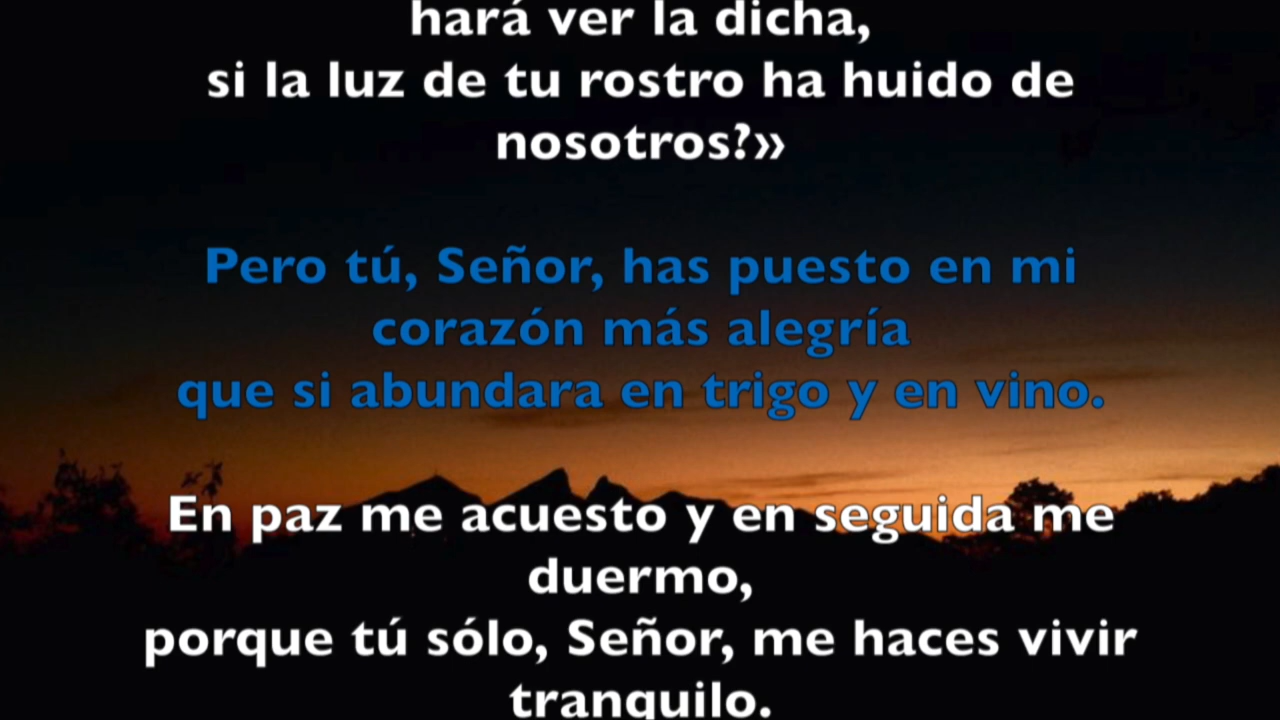 hará ver la dicha,
si la luz de tu rostro ha huido de
nosotros?»
Pero tú, Señor, has puesto en mi
corazón más alegría
que si abundara en trigo y en vino.
En paz me acuesto y en seguida me
duermo,
porque tú sólo, Señor, me haces vivir
tranquilo.